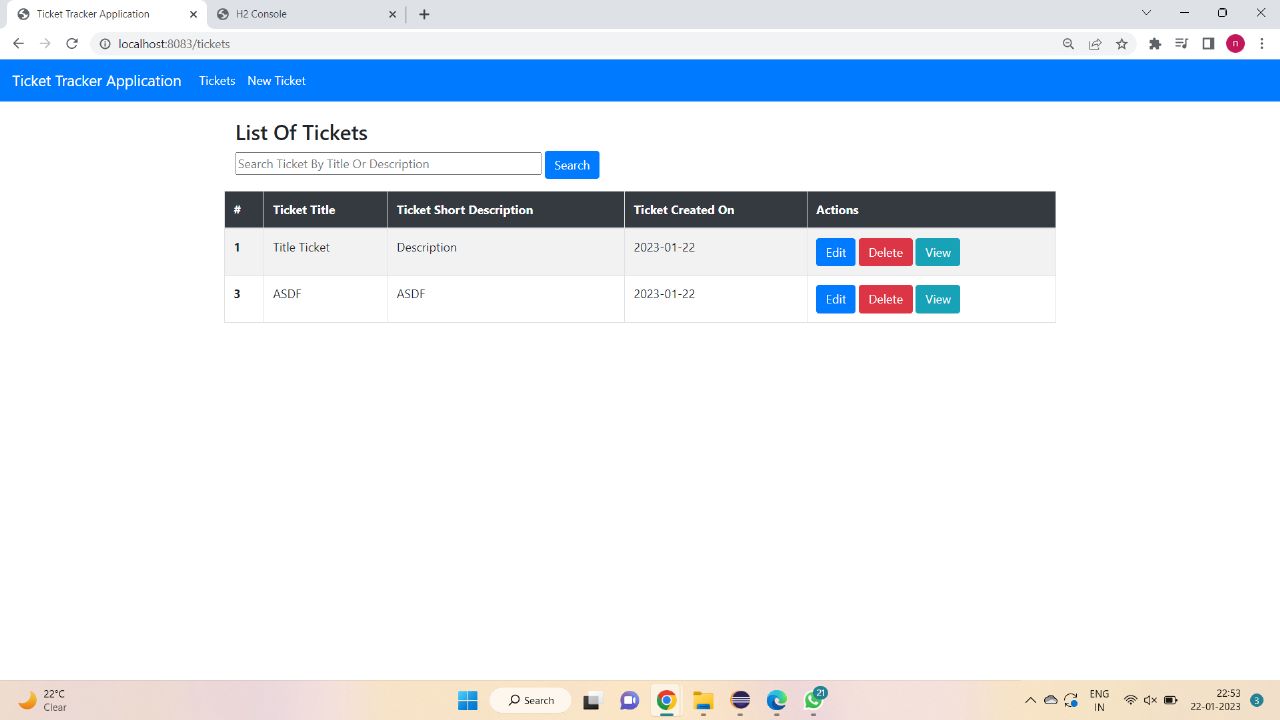 Ticket Tracker Application
H2 Console
localhost:8083/tickets
n
Ticket Tracker Application Tickets New Ticket
List Of Tickets
Search Ticket By Title Or Description Search
# Ticket Title Ticket Short Description Ticket Created On Actions
1 Title Ticket Description 2023-01-22 Edit Delete View
3 ASDF ASDF 2023-01-22 Edit Delete View
22°C
Clear
Search
21
ENG
IN
22:53
22-01-2023
3